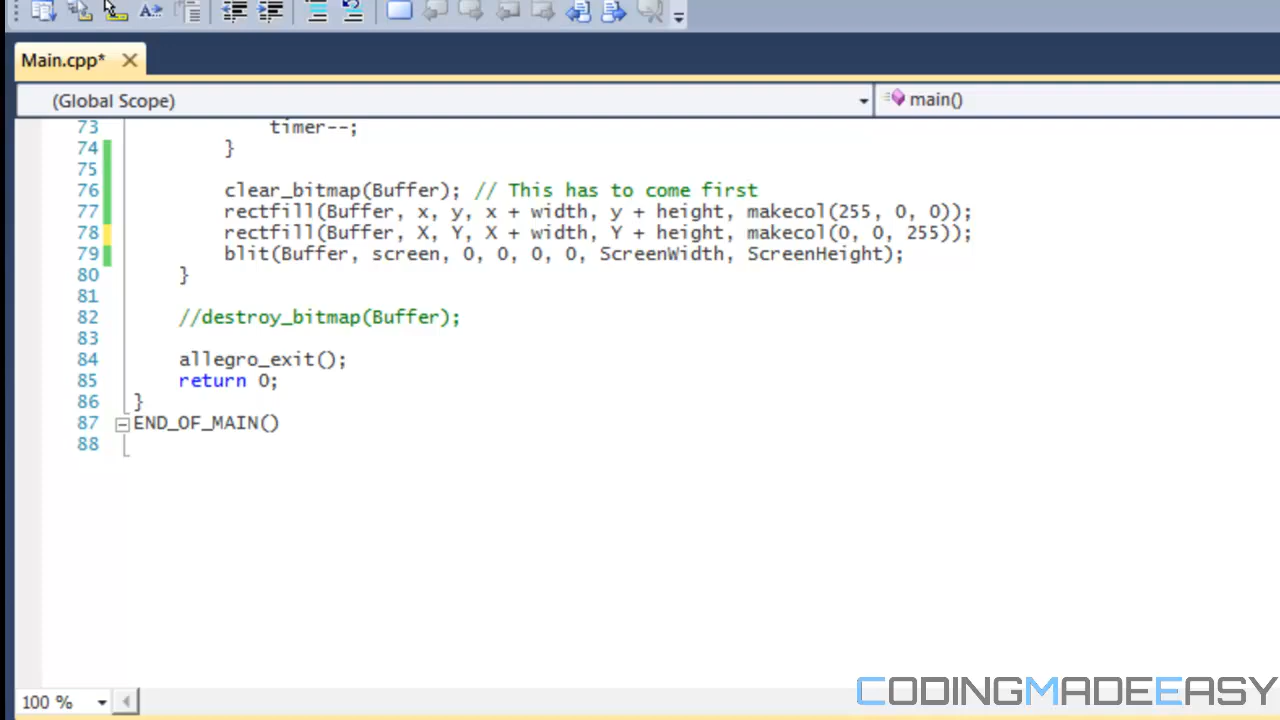 Main.cpp*
(Global Scope)
main()
73 timer--;
74 }
75
76 clear_bitmap(Buffer); // This has to come first
77 rectfill(Buffer, x, y, x + width, y + height, makecol(255, 0, 0));
78 rectfill(Buffer, X, Y, X + width, Y + height, makecol(0, 0, 255));
79 blit(Buffer, screen, 0, 0, 0, 0, ScreenWidth, ScreenHeight);
80 }
81
82 //destroy_bitmap(Buffer);
83
84 allegro_exit();
85 return 0;
86 }
87 END_OF_MAIN()
88
100 %
CODINGMADEEASY